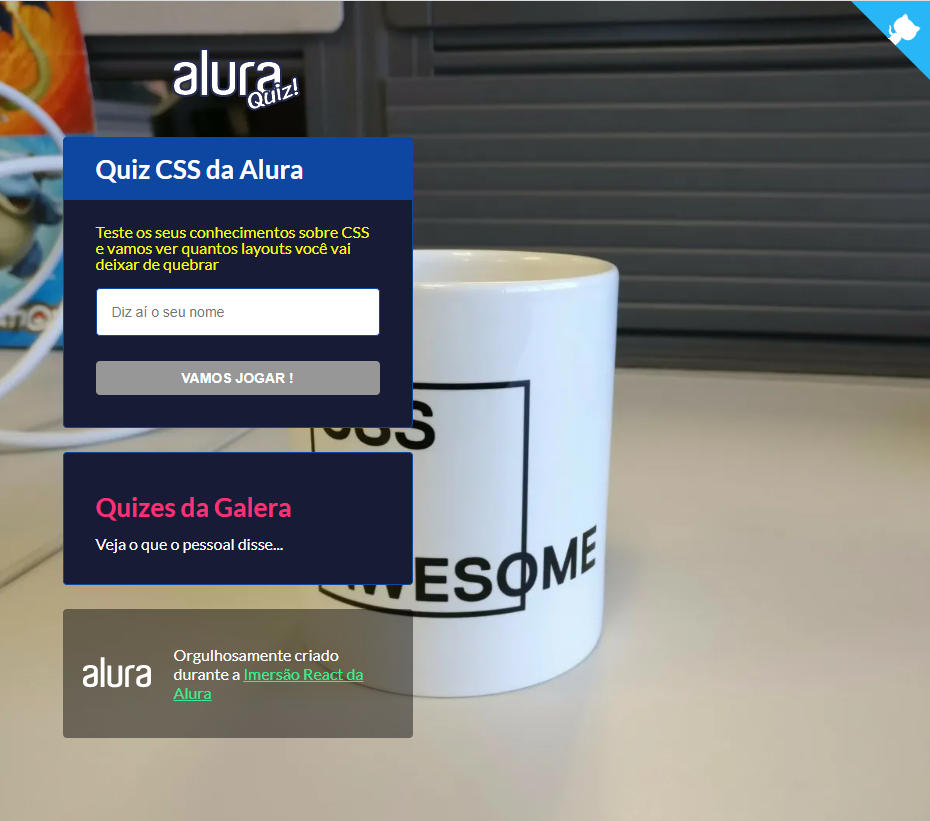 alura
Quiz!
Quiz CSS da Alura
Teste os seus conhecimentos sobre CSS
e vamos ver quantos layouts você vai
deixar de quebrar
Diz aí o seu nome
VAMOS JOGAR !
CSS
Quizes da Galera
Veja o que o pessoal disse...
AWESOME
alura
Orgulhosamente criado
durante a Imersão React da
Alura